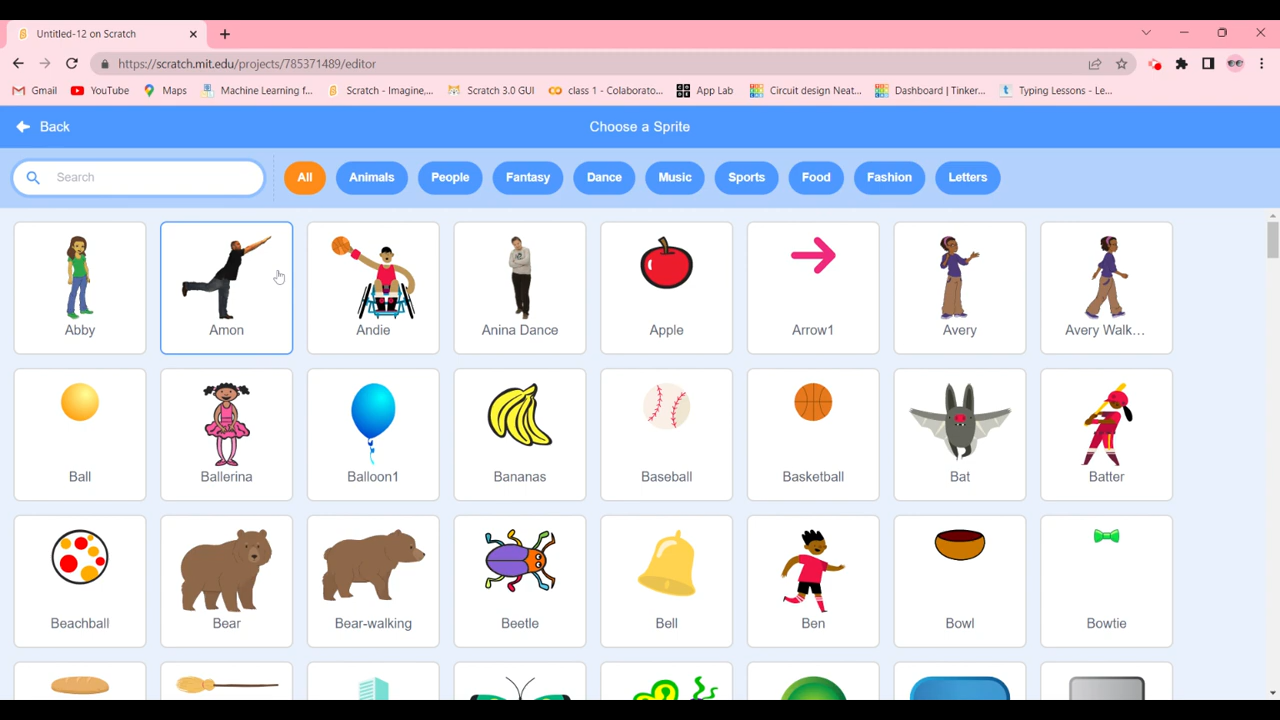 Untitled-12 on Scratch
https://scratch.mit.edu/projects/785371489/editor
Gmail YouTube Maps Machine Learning f... Scratch - Imagine,... Scratch 3.0 GUI class 1 - Colaborato... App Lab Circuit design Neat... Dashboard | Tinker... Typing Lessons - Le...
Back Choose a Sprite
Search All Animals People Fantasy Dance Music Sports Food Fashion Letters
Abby Amon Andie Anina Dance Apple Arrow1 Avery Avery Walk...
Ball Ballerina Balloon1 Bananas Baseball Basketball Bat Batter
Beachball Bear Bear-walking Beetle Bell Ben Bowl Bowtie